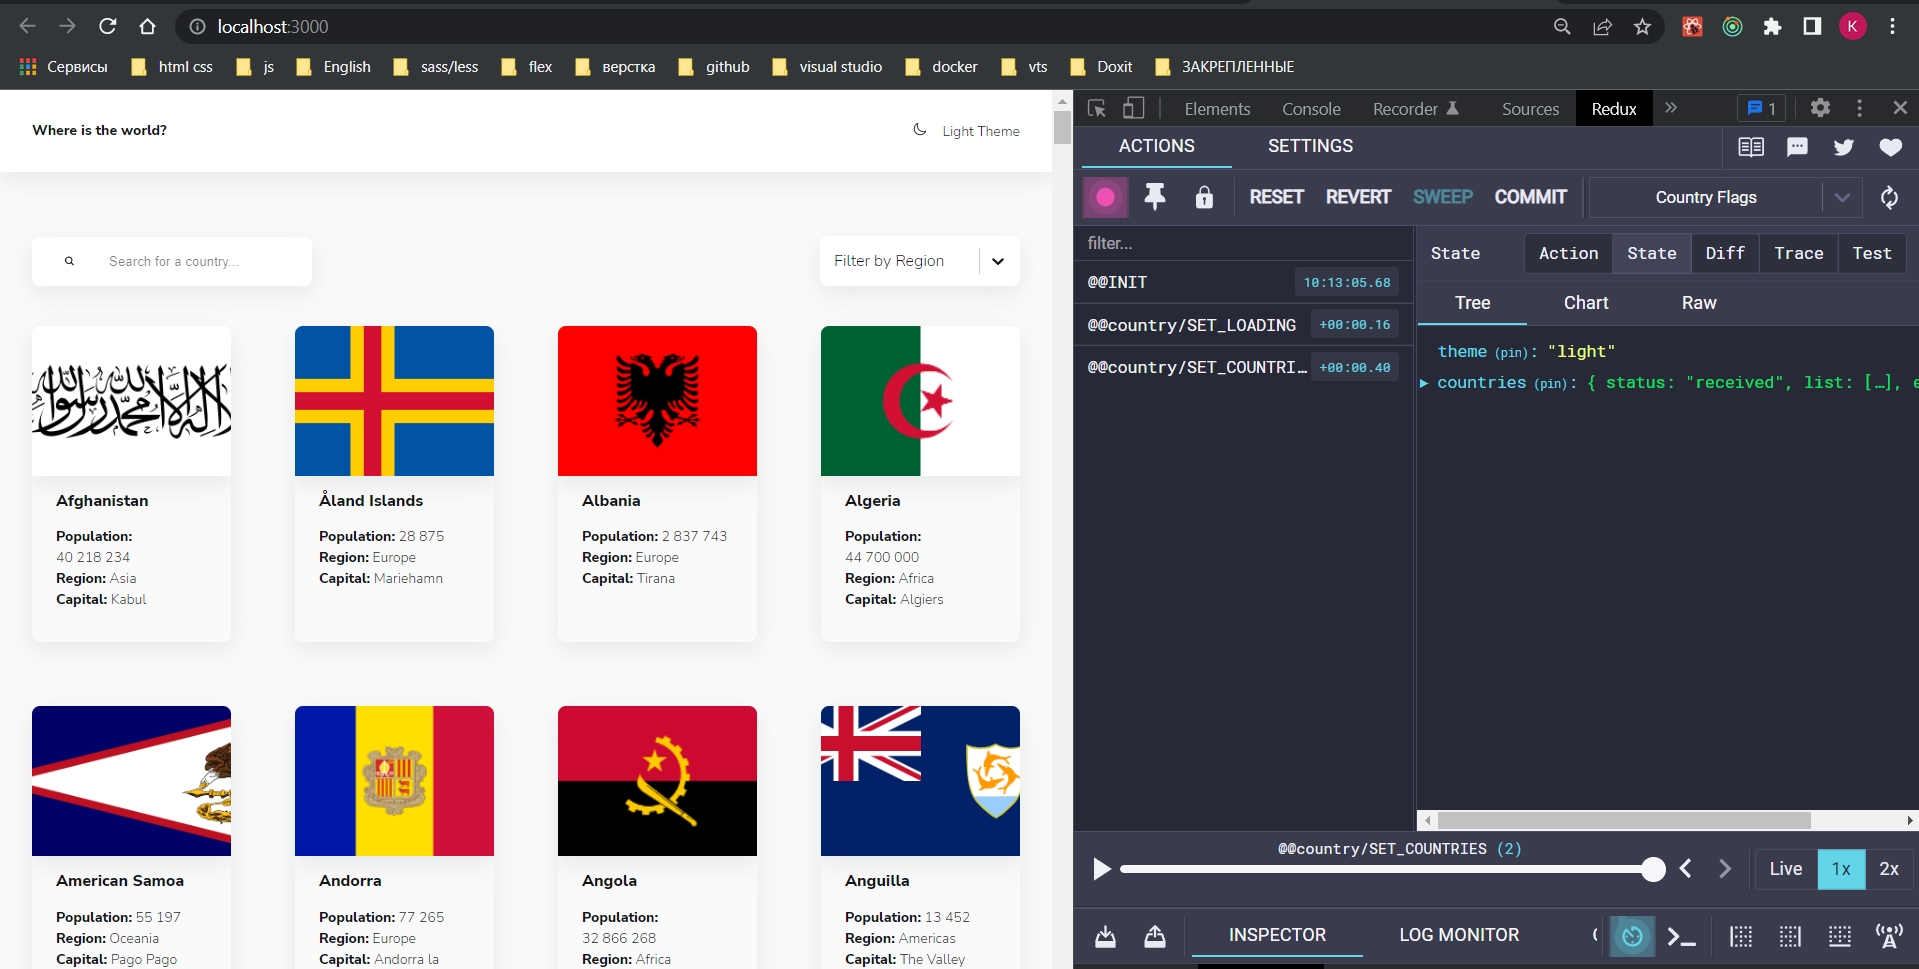 localhost:3000
K
Сервисы html css js English sass/less flex верстка github visual studio docker vts Doxit ЗАКРЕПЛЕННЫЕ
Where is the world?
Light Theme
Search for a country...
Filter by Region
Afghanistan
Population:
40 218 234
Region: Asia
Capital: Kabul
Åland Islands
Population: 28 875
Region: Europe
Capital: Mariehamn
Albania
Population: 2 837 743
Region: Europe
Capital: Tirana
Algeria
Population:
44 700 000
Region: Africa
Capital: Algiers
American Samoa
Population: 55 197
Region: Oceania
Capital: Pago Pago
Andorra
Population: 77 265
Region: Europe
Capital: Andorra la
Angola
Population:
32 866 268
Region: Africa
Anguilla
Population: 13 452
Region: Americas
Capital: The Valley
Elements Console Recorder Sources Redux 1
ACTIONS SETTINGS
RESET REVERT SWEEP COMMIT Country Flags
filter...
@@INIT 10:13:05.68
@@country/SET_LOADING +00:00.16
@@country/SET_COUNTRI... +00:00.40
State Action State Diff Trace Test
Tree Chart Raw
theme (pin): "light"
countries (pin): { status: "received", list: […], e
@@country/SET_COUNTRIES (2)
Live 1x 2x
INSPECTOR LOG MONITOR